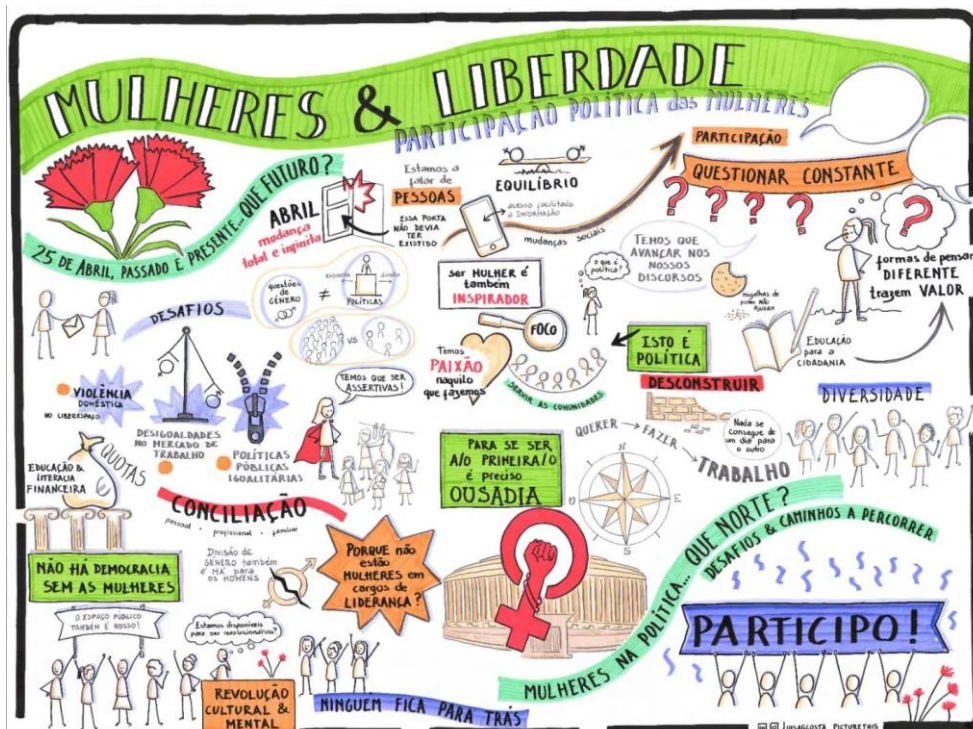 MULHERES & LIBERDADE
PARTICIPAÇÃO POLÍTICA das MULHERES
25 DE ABRIL, PASSADO E PRESENTE... QUE FUTURO?
ABRIL
mudança
total e infinita
ESSA PORTA
NÃO DEVIA
TER
EXISTIDO
Estamos a
falar de
PESSOAS
EQUILÍBRIO
acesso facilitado
a INFORMAÇÃO
mudanças sociais
PARTICIPAÇÃO
QUESTIONAR CONSTANTE
? ? ? ? ?
?
formas de pensar
DIFERENTE
trazem VALOR
DESAFIOS
questões
de
GÉNERO
≠
esquerda
direita
POLÍTICAS
VS
ser MULHER é
também
INSPIRADOR
O que é
política?
TEMOS QUE
AVANÇAR NOS
NOSSOS
DISCURSOS
migalhas de
pão NÃO
AJUDAM
EDUCAÇÃO
para a
CIDADANIA
FOCO
Temos
PAIXÃO
naquilo
que fazemos
SERVIR AS COMUNIDADES
ISTO É
POLÍTICA
DESCONSTRUIR
Nada se
consegue de
um dia para
o outro
DIVERSIDADE
VIOLÊNCIA
DOMÉSTICA
NO CIBERESPAÇO
DESIGUALDADES
NO MERCADO DE
TRABALHO
POLÍTICAS
PÚBLICAS
IGUALITÁRIAS
TEMOS QUE SER
ASSERTIVAS!
EDUCAÇÃO &
LITERACIA
FINANCEIRA
QUOTAS
CONCILIAÇÃO
pessoal • profissional • familiar
PARA SE SER
A/O PRIMEIRA/O
é preciso
OUSADIA
QUERER → FAZER
→ TRABALHO
N
E
S
O
NÃO HÁ DEMOCRACIA
SEM AS MULHERES
DIVISÃO DE
GÉNERO também
é MÁ para
os HOMENS
PORQUE não
estão
MULHERES em
cargos de
LIDERANÇA?
MULHERES NA POLÍTICA... QUE NORTE?
DESAFIOS & CAMINHOS A PERCORRER
O ESPAÇO PÚBLICO
TAMBÉM É NOSSO!
Estamos disponíveis
para ser revolucionários?
REVOLUÇÃO
CULTURAL &
MENTAL
NINGUÉM FICA PARA TRÁS
PARTICIPO!